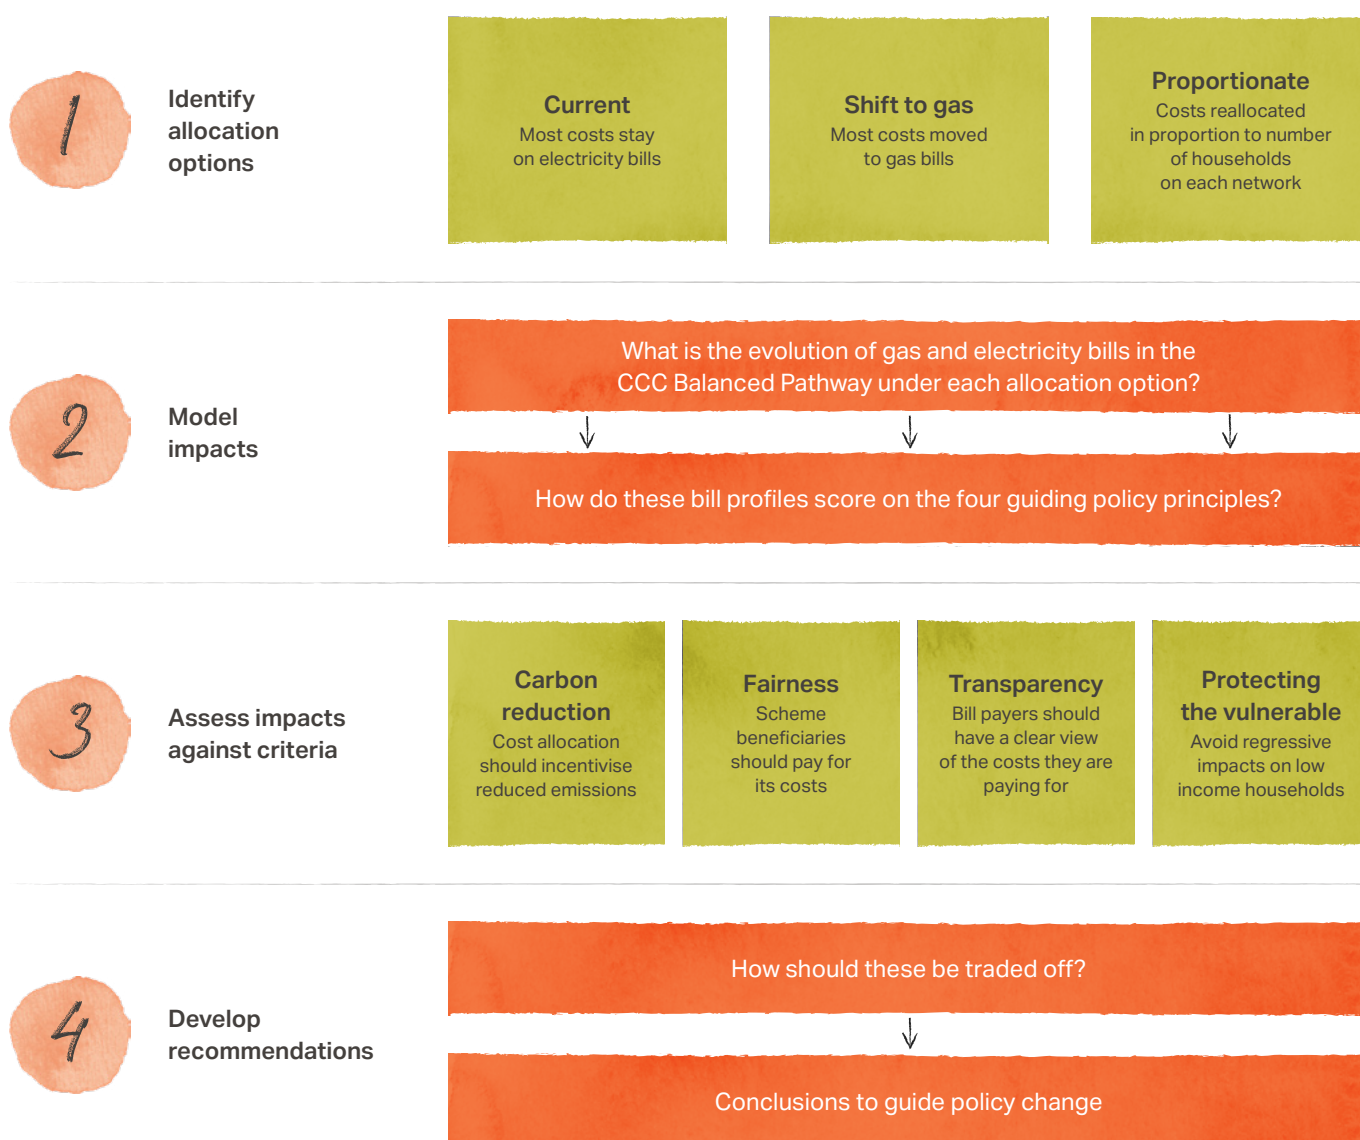 1
Identify
allocation
options
Current
Most costs stay
on electricity bills
Shift to gas
Most costs moved
to gas bills
Proportionate
Costs reallocated
in proportion to number
of households
on each network
2
Model
impacts
What is the evolution of gas and electricity bills in the
CCC Balanced Pathway under each allocation option?
How do these bill profiles score on the four guiding policy principles?
3
Assess impacts
against criteria
Carbon
reduction
Cost allocation
should incentivise
reduced emissions
Fairness
Scheme
beneficiaries
should pay for
its costs
Transparency
Bill payers should
have a clear view
of the costs they are
paying for
Protecting
the vulnerable
Avoid regressive
impacts on low
income households
4
Develop
recommendations
How should these be traded off?
Conclusions to guide policy change